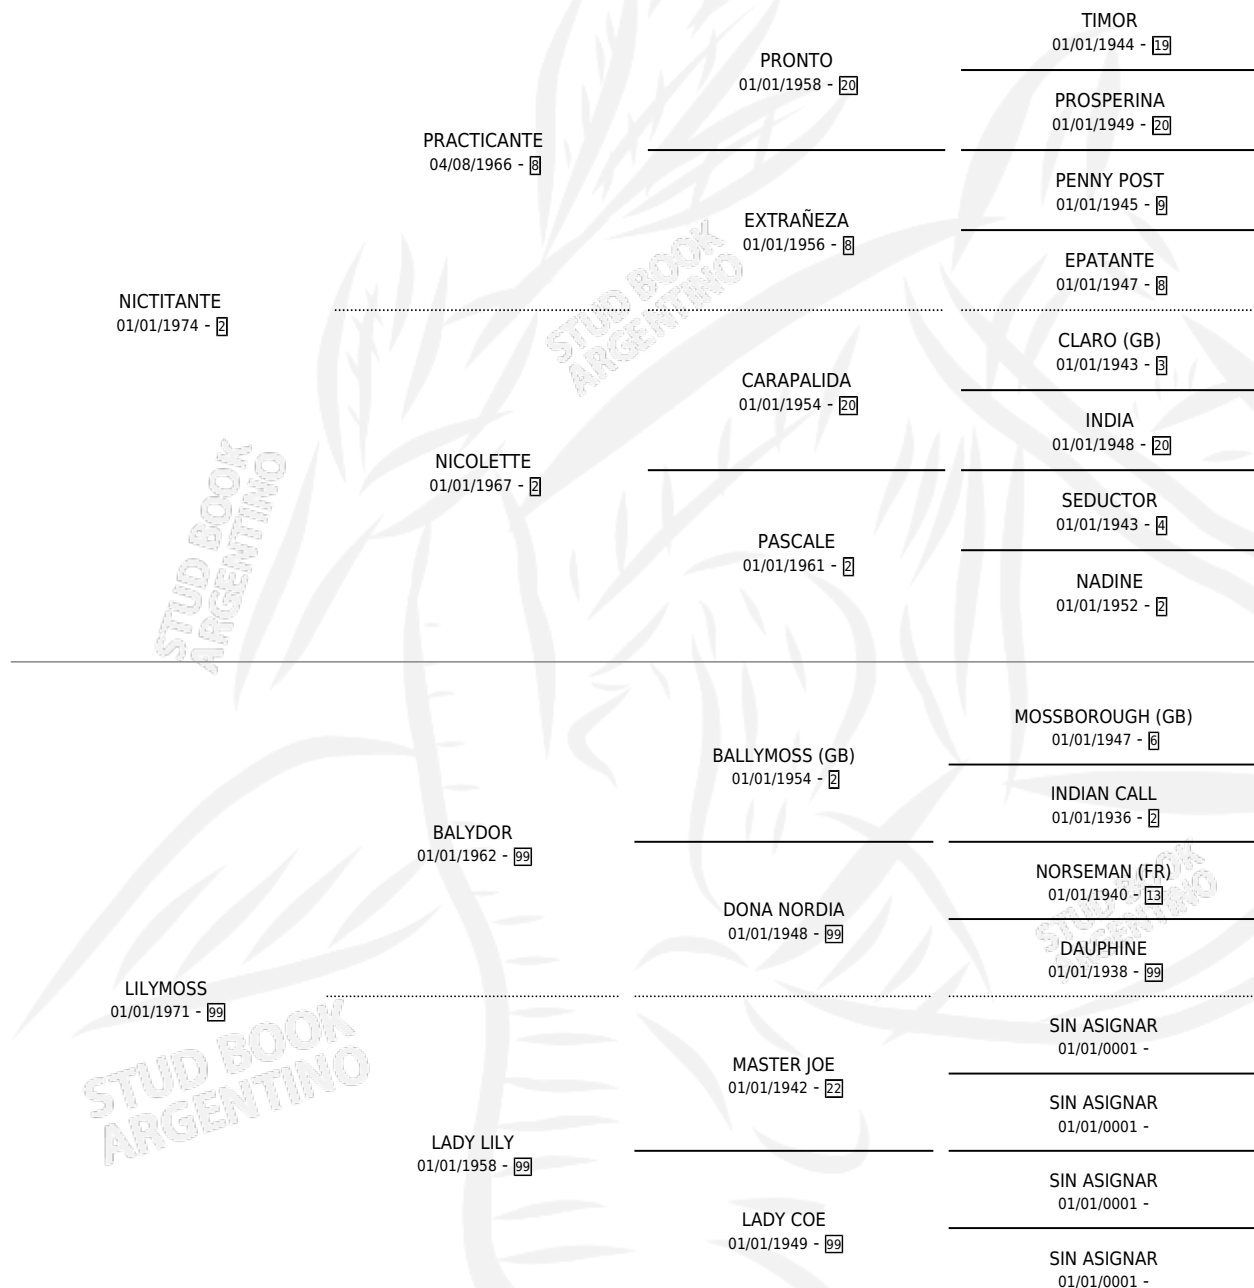 TIMOR
01/01/1944 - 19
PRONTO
01/01/1958 - 20
PROSPERINA
01/01/1949 - 20
PRACTICANTE
04/08/1966 - 8
PENNY POST
01/01/1945 - 9
EXTRAÑEZA
01/01/1956 - 8
EPATANTE
01/01/1947 - 8
NICTITANTE
01/01/1974 - 2
STUD BOOK
ARGENTINO
CLARO (GB)
01/01/1943 - 3
CARAPALIDA
01/01/1954 - 20
INDIA
01/01/1948 - 20
NICOLETTE
01/01/1967 - 2
SEDUCTOR
01/01/1943 - 4
PASCALE
01/01/1961 - 2
NADINE
01/01/1952 - 2
STUD BOOK
ARGENTINO
MOSSBOROUGH (GB)
01/01/1947 - 6
BALLYMOSS (GB)
01/01/1954 - 2
INDIAN CALL
01/01/1936 - 2
BALYDOR
01/01/1962 - 99
NORSEMAN (FR)
01/01/1940 - 13
DONA NORDIA
01/01/1948 - 99
DAUPHINE
01/01/1938 - 99
STUD BOOK
ARGENTINO
LILYMOSS
01/01/1971 - 99
SIN ASIGNAR
01/01/0001 -
MASTER JOE
01/01/1942 - 22
SIN ASIGNAR
01/01/0001 -
STUD BOOK
ARGENTINO
LADY LILY
01/01/1958 - 99
SIN ASIGNAR
01/01/0001 -
LADY COE
01/01/1949 - 99
SIN ASIGNAR
01/01/0001 -